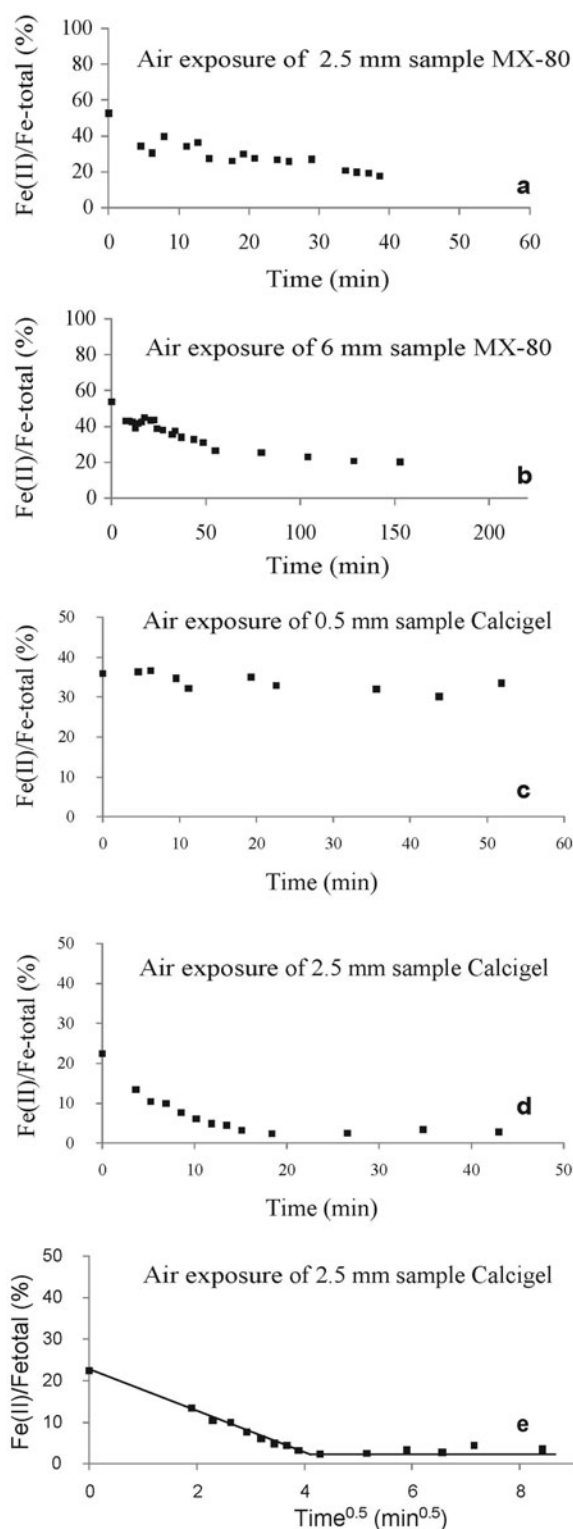 Air exposure of 2.5 mm sample MX-80
Fe(II)/Fe-total (%)
100
80
60
40
20
0
a
0 10 20 30 40 50 60
Time (min)
Air exposure of 6 mm sample MX-80
Fe(II)/Fe-total (%)
100
80
60
40
20
0
b
0 50 100 150 200
Time (min)
Air exposure of 0.5 mm sample Calcigel
Fe(II)/Fe-total (%)
50
40
30
20
10
0
c
0 10 20 30 40 50 60
Time (min)
Air exposure of 2.5 mm sample Calcigel
Fe(II)/Fe-total (%)
50
40
30
20
10
0
d
0 10 20 30 40 50
Time (min)
Air exposure of 2.5 mm sample Calcigel
Fe(II)/Fetotal (%)
50
40
30
20
10
0
e
0 2 4 6 8
Time^0.5 (min^0.5)